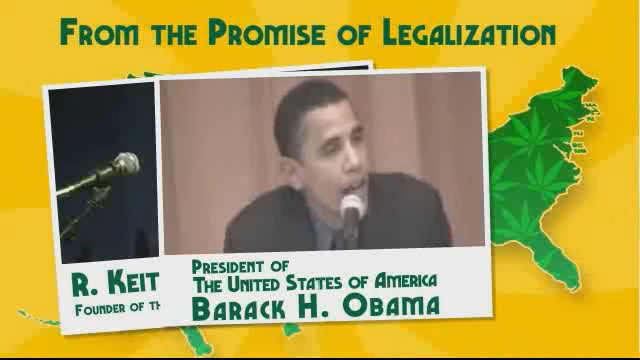 From the Promise of Legalization
R. Keit
Founder of th
President of
The United States of America
Barack H. Obama